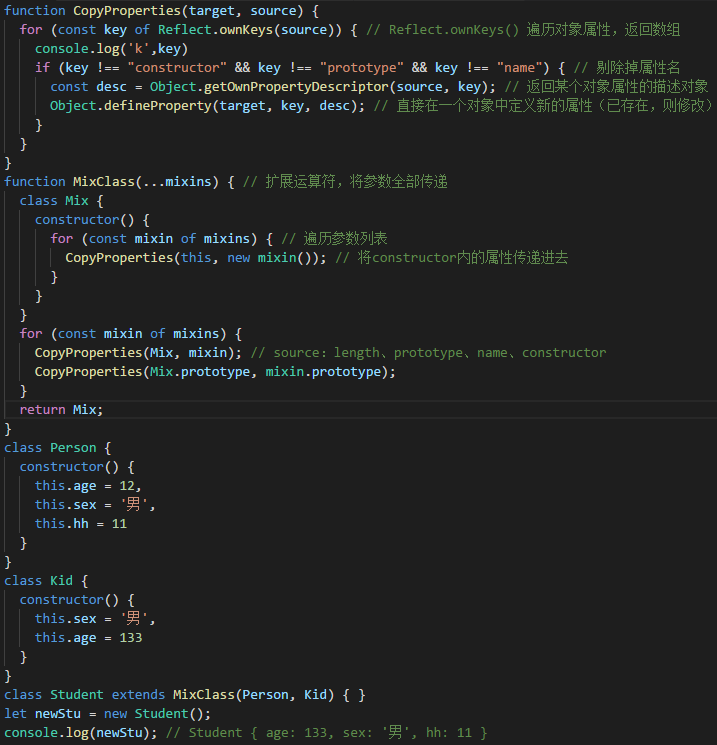 function CopyProperties(target, source) {
  for (const key of Reflect.ownKeys(source)) { // Reflect.ownKeys() 遍历对象属性，返回数组
    console.log('k',key)
    if (key !== "constructor" && key !== "prototype" && key !== "name") { // 剔除掉属性名
      const desc = Object.getOwnPropertyDescriptor(source, key); // 返回某个对象属性的描述对象
      Object.defineProperty(target, key, desc); // 直接在一个对象中定义新的属性（已存在，则修改）
    }
  }
}
function MixClass(...mixins) { // 扩展运算符，将参数全部传递
  class Mix {
    constructor() {
      for (const mixin of mixins) { // 遍历参数列表
        CopyProperties(this, new mixin()); // 将constructor内的属性传递进去
      }
    }
  }
  for (const mixin of mixins) {
    CopyProperties(Mix, mixin); // source：length、prototype、name、constructor
    CopyProperties(Mix.prototype, mixin.prototype);
  }
  return Mix;
}
class Person {
  constructor() {
    this.age = 12,
    this.sex = '男',
    this.hh = 11
  }
}
class Kid {
  constructor() {
    this.sex = '男',
    this.age = 133
  }
}
class Student extends MixClass(Person, Kid) { }
let newStu = new Student();
console.log(newStu); // Student { age: 133, sex: '男', hh: 11 }